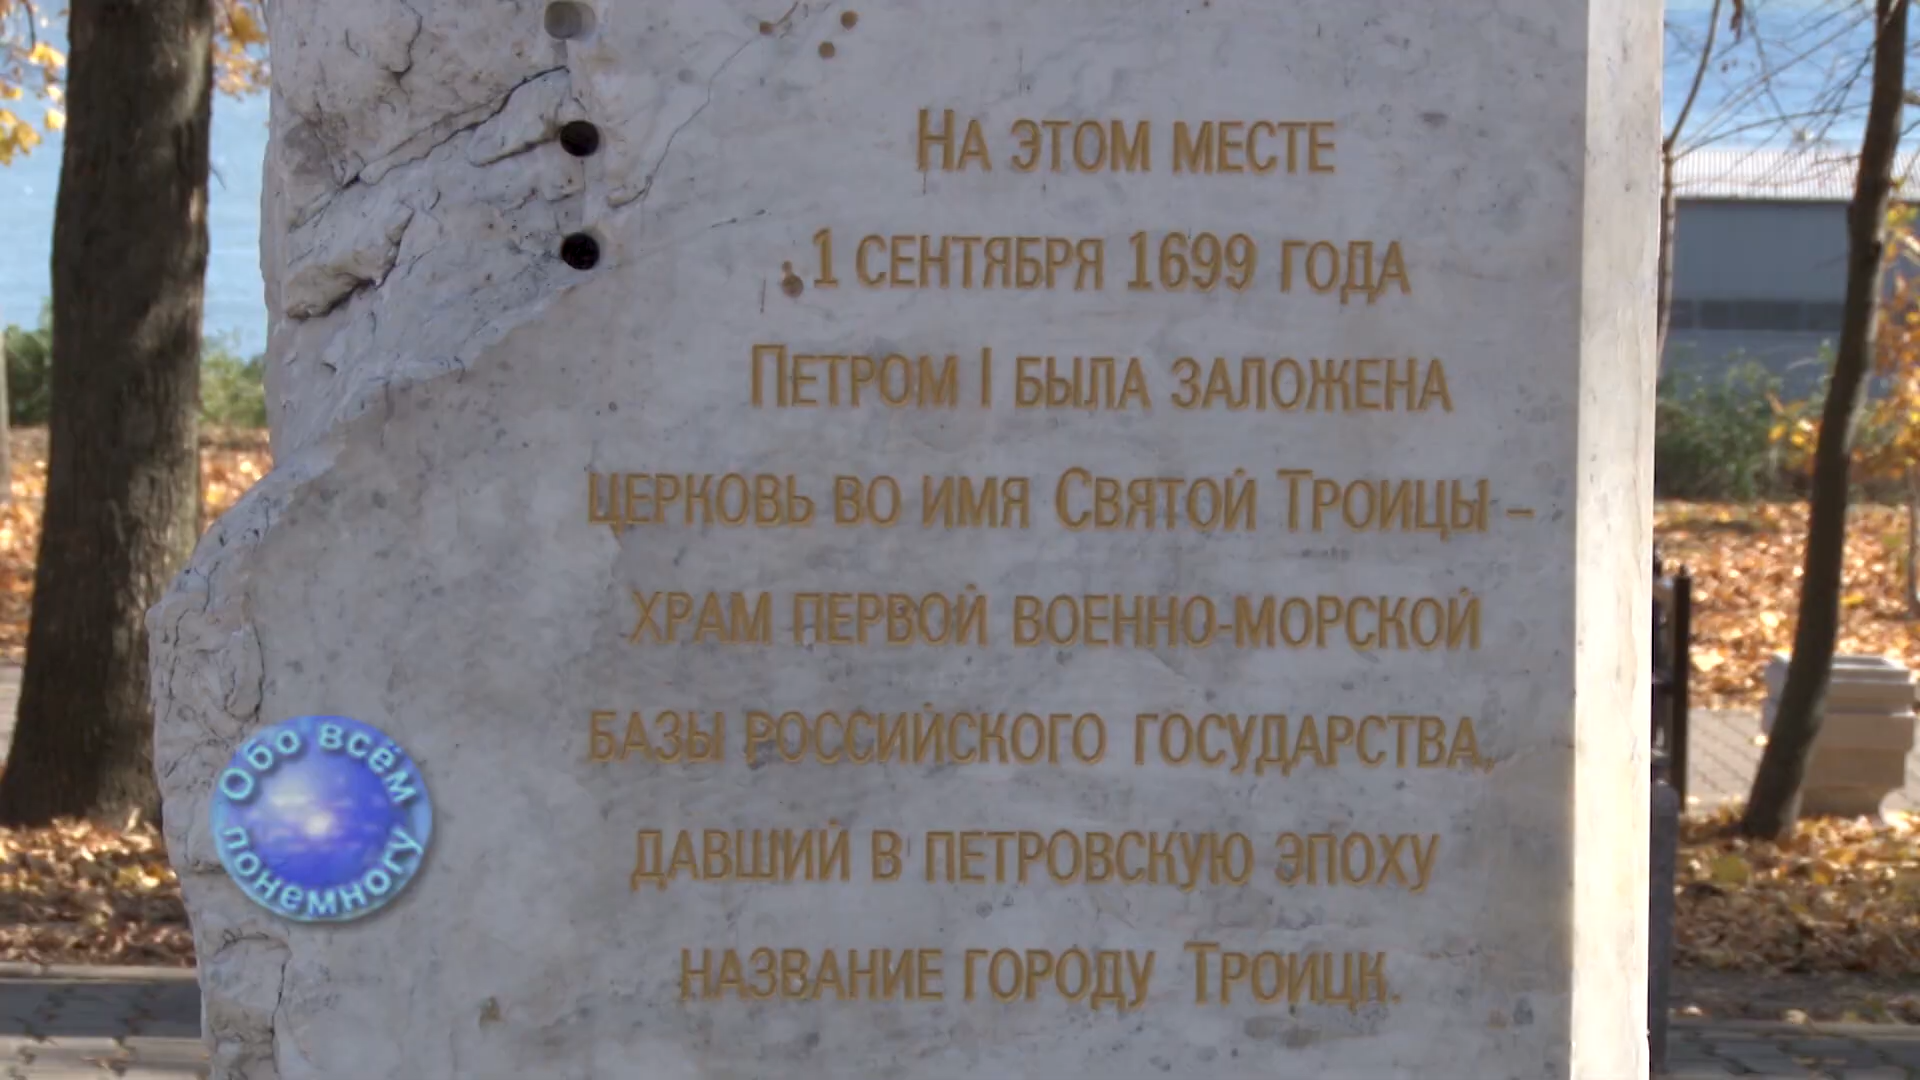 На этом месте
1 сентября 1699 года
Петром I была заложена
церковь во имя Святой Троицы –
храм первой военно-морской
базы Российского государства,
давший в петровскую эпоху
название городу Троицк.
Обо всём
понемногу